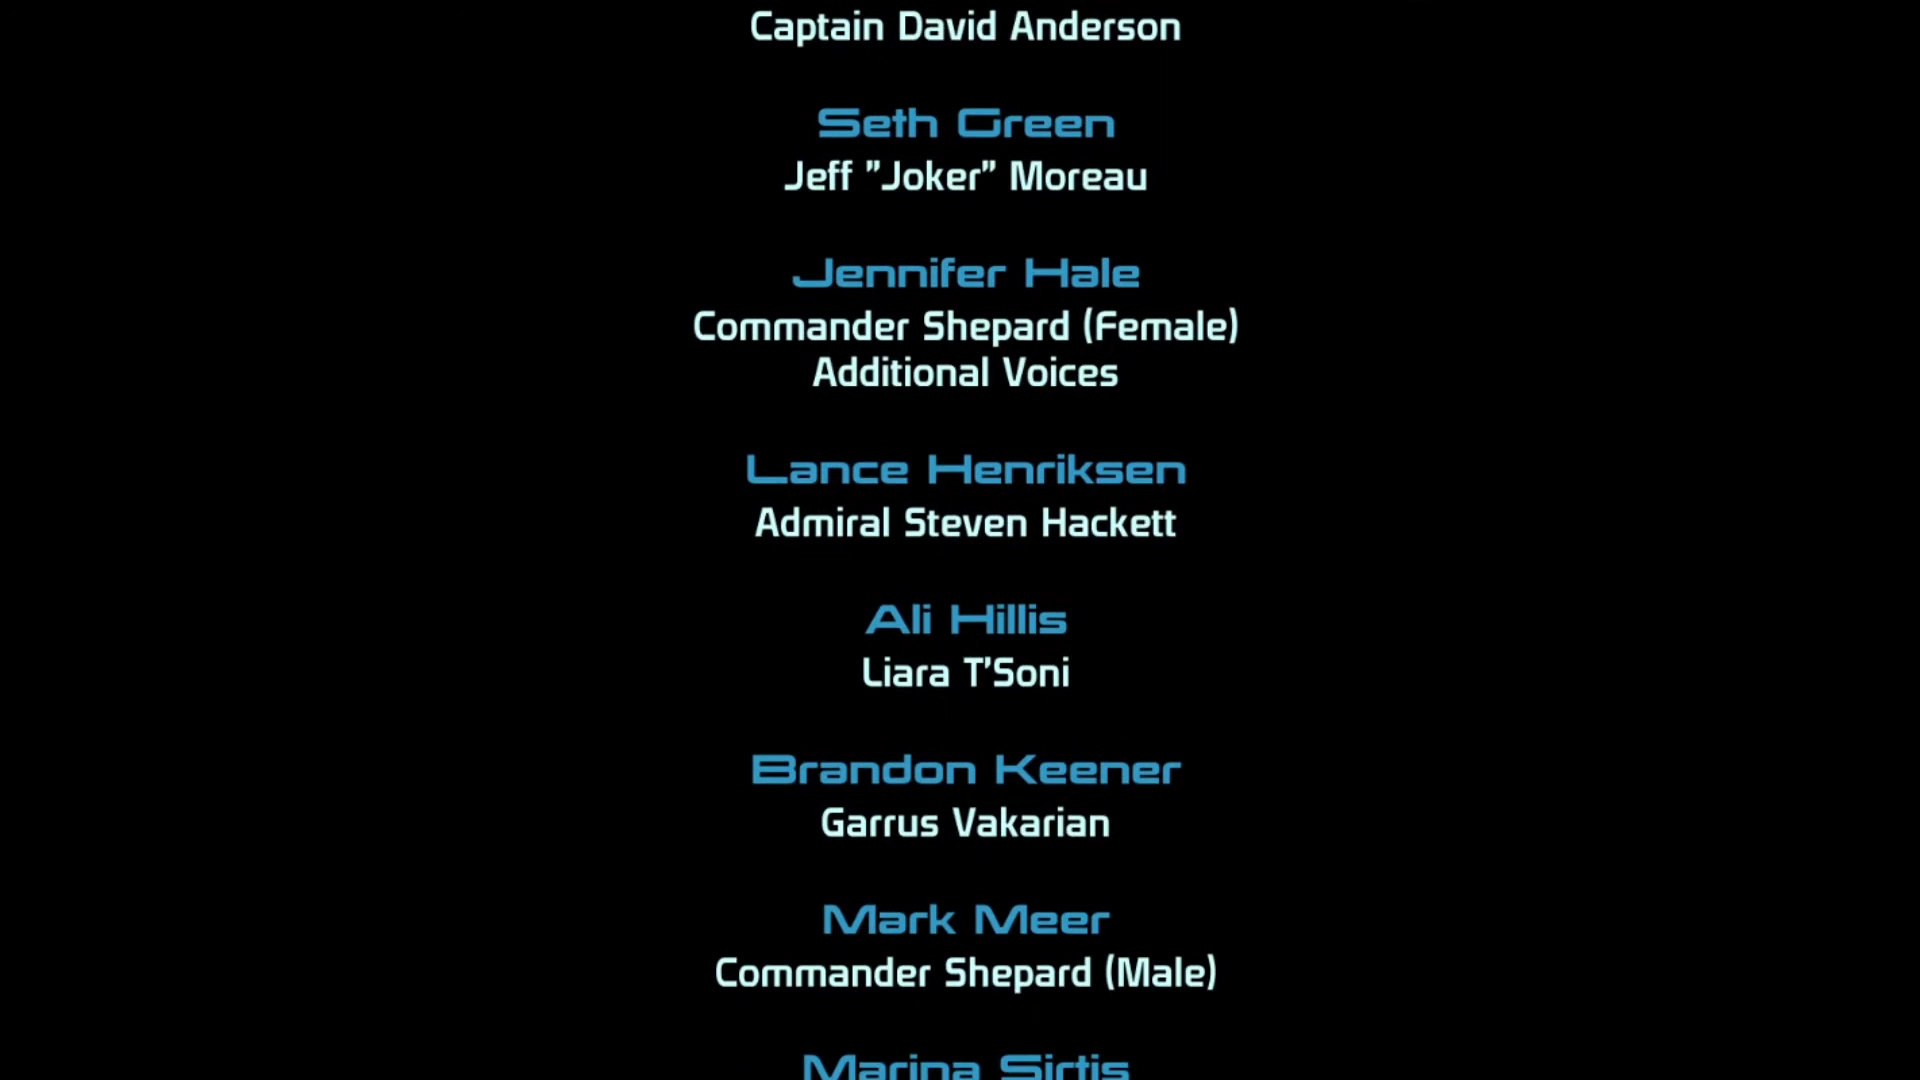 Captain David Anderson
Seth Green
Jeff "Joker" Moreau
Jennifer Hale
Commander Shepard (Female)
Additional Voices
Lance Henriksen
Admiral Steven Hackett
Ali Hillis
Liara T'Soni
Brandon Keener
Garrus Vakarian
Mark Meer
Commander Shepard (Male)
Marina Sirtis